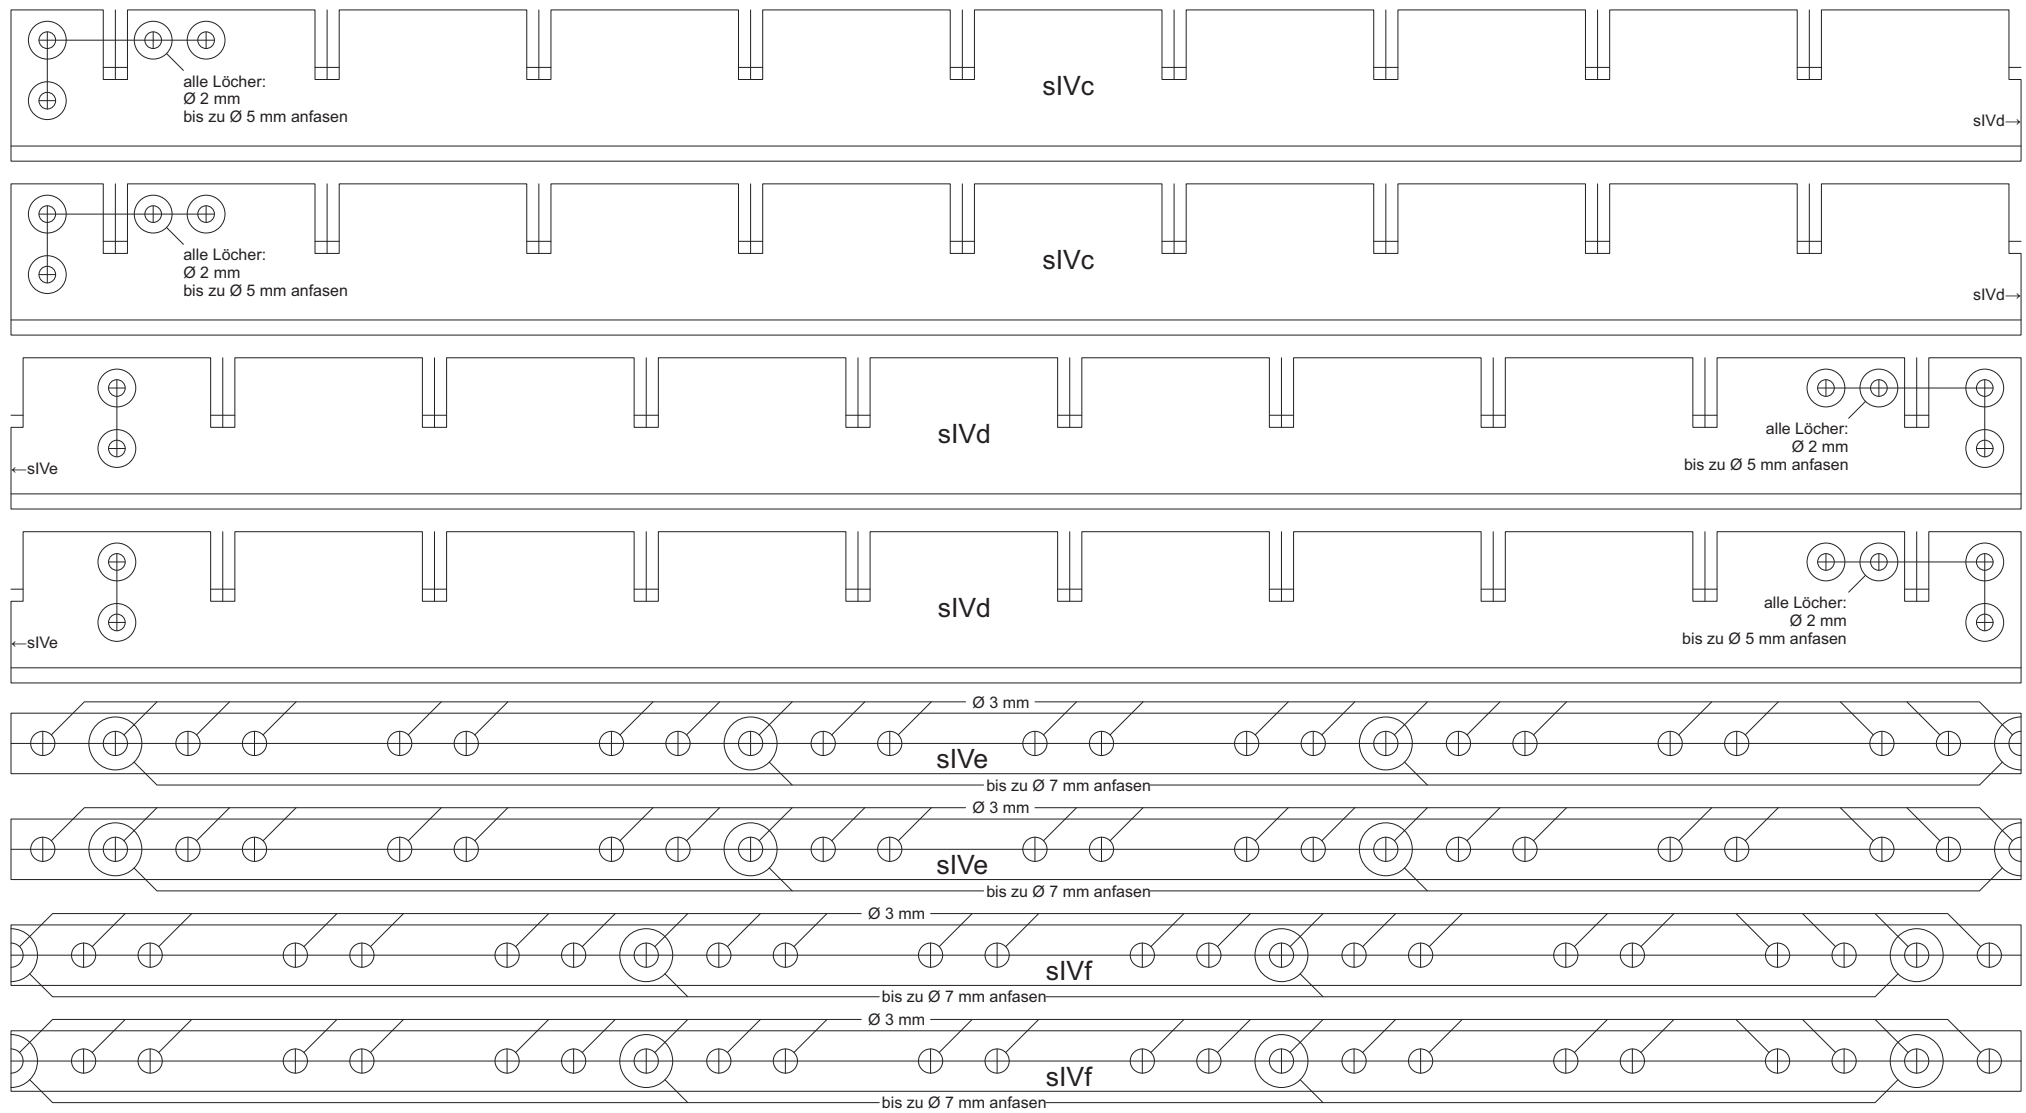 alle Löcher:
Ø 2 mm
bis zu Ø 5 mm anfasen
sIVc
sIVd→
alle Löcher:
Ø 2 mm
bis zu Ø 5 mm anfasen
sIVc
sIVd→
←sIVe
sIVd
alle Löcher:
Ø 2 mm
bis zu Ø 5 mm anfasen
←sIVe
sIVd
alle Löcher:
Ø 2 mm
bis zu Ø 5 mm anfasen
Ø 3 mm
sIVe
bis zu Ø 7 mm anfasen
Ø 3 mm
sIVe
bis zu Ø 7 mm anfasen
Ø 3 mm
sIVf
bis zu Ø 7 mm anfasen
Ø 3 mm
sIVf
bis zu Ø 7 mm anfasen